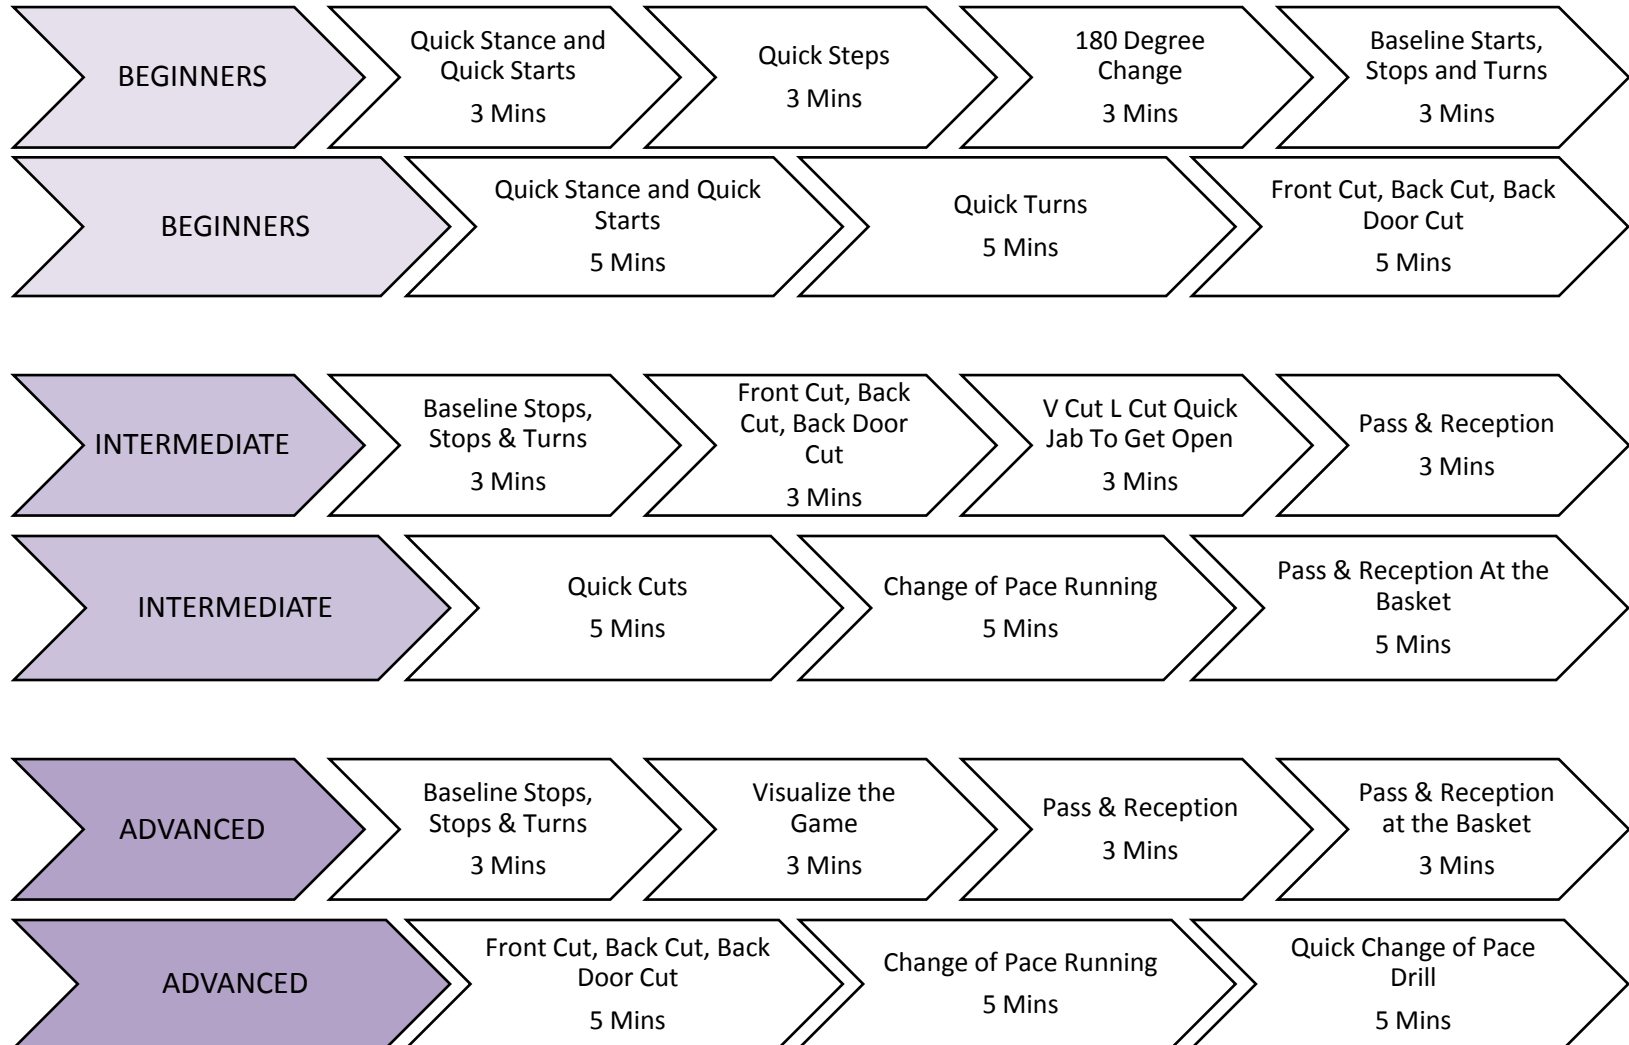 BEGINNERS
Quick Stance and
Quick Starts
3 Mins
Quick Steps
3 Mins
180 Degree
Change
3 Mins
Baseline Starts,
Stops and Turns
3 Mins
BEGINNERS
Quick Stance and Quick
Starts
5 Mins
Quick Turns
5 Mins
Front Cut, Back Cut, Back
Door Cut
5 Mins
INTERMEDIATE
Baseline Stops,
Stops & Turns
3 Mins
Front Cut, Back
Cut, Back Door
Cut
3 Mins
V Cut L Cut Quick
Jab To Get Open
3 Mins
Pass & Reception
3 Mins
INTERMEDIATE
Quick Cuts
5 Mins
Change of Pace Running
5 Mins
Pass & Reception At the
Basket
5 Mins
ADVANCED
Baseline Stops,
Stops & Turns
3 Mins
Visualize the
Game
3 Mins
Pass & Reception
3 Mins
Pass & Reception
at the Basket
3 Mins
ADVANCED
Front Cut, Back Cut, Back
Door Cut
5 Mins
Change of Pace Running
5 Mins
Quick Change of Pace
Drill
5 Mins